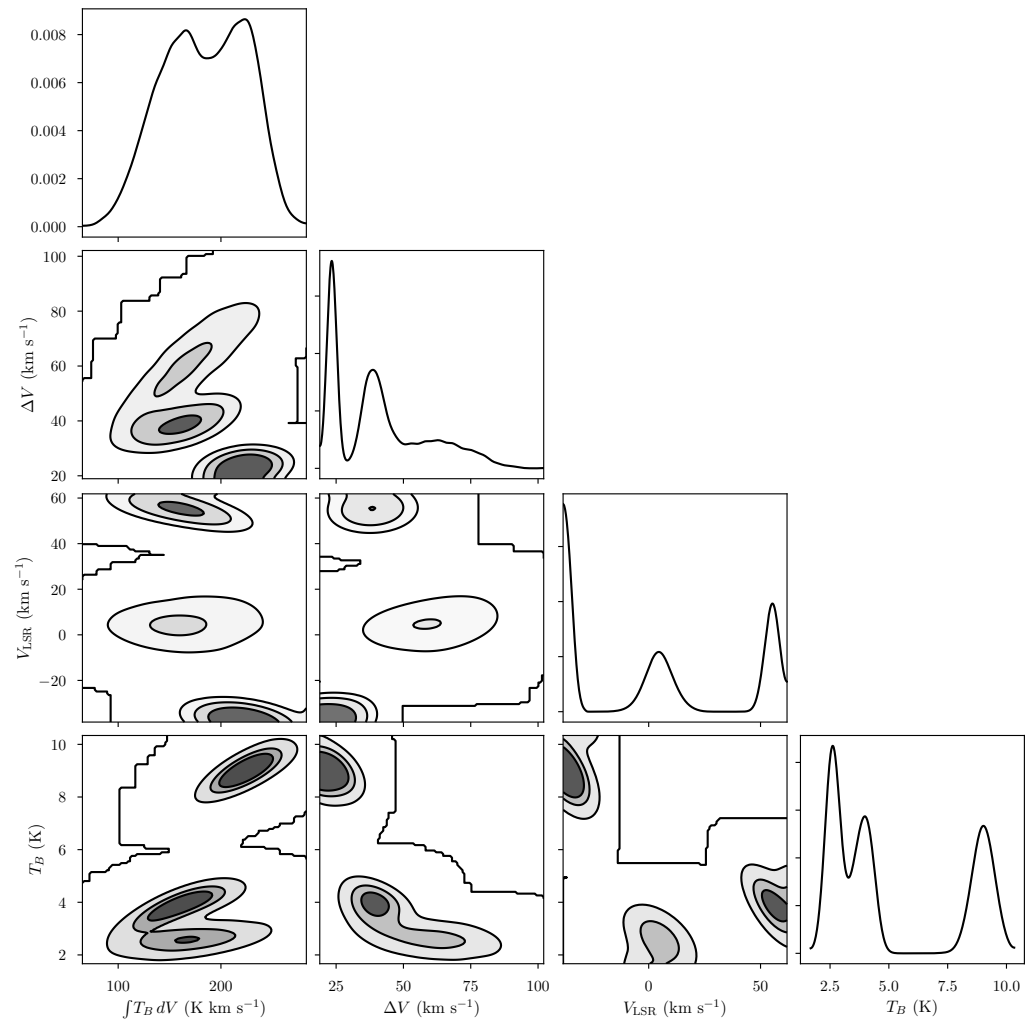 0.008
0.006
0.004
0.002
0.000
100
80
60
40
20
ΔV (km s⁻¹)
60
40
20
0
−20
V_LSR (km s⁻¹)
10
8
6
4
2
T_B (K)
100 200
∫T_B dV (K km s⁻¹)
25 50 75 100
ΔV (km s⁻¹)
0 50
V_LSR (km s⁻¹)
2.5 5.0 7.5 10.0
T_B (K)